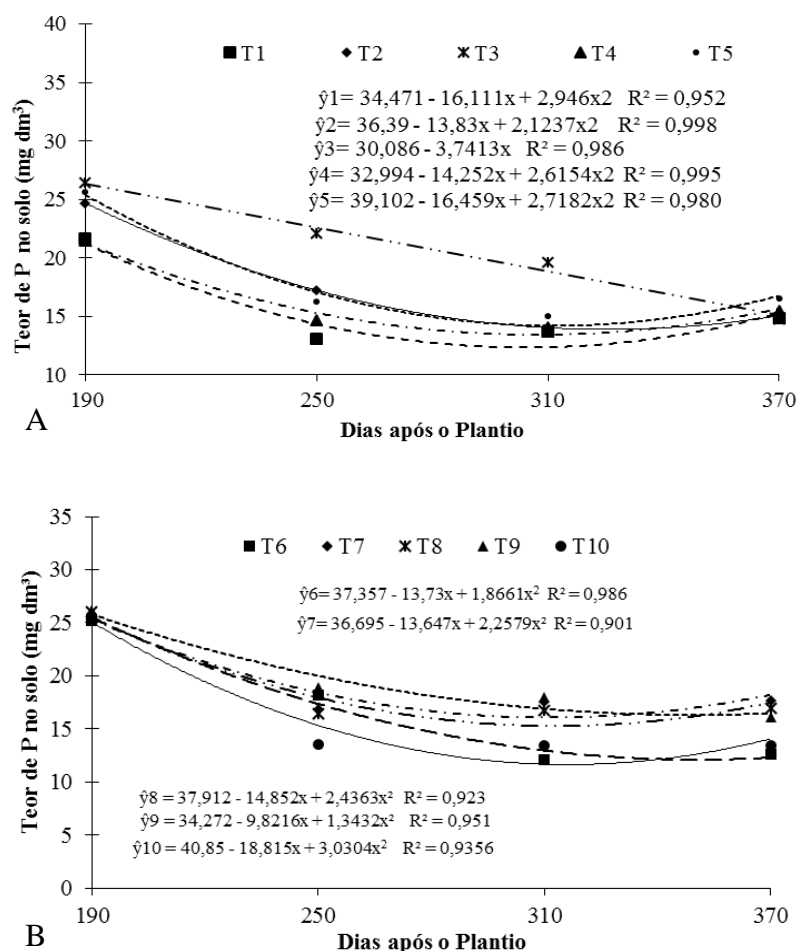 40
35
30
25
20
15
10
Teor de P no solo (mg dm³)
T1 T2 T3 T4 T5
ŷ1= 34,471 - 16,111x + 2,946x2 R² = 0,952
ŷ2= 36,39 - 13,83x + 2,1237x2 R² = 0,998
ŷ3= 30,086 - 3,7413x R² = 0,986
ŷ4= 32,994 - 14,252x + 2,6154x2 R² = 0,995
ŷ5= 39,102 - 16,459x + 2,7182x2 R² = 0,980
190 250 310 370
A
Dias após o Plantio
35
30
25
20
15
10
5
0
Teor de P no solo (mg dm³)
T6 T7 T8 T9 T10
ŷ6= 37,357 - 13,73x + 1,8661x² R² = 0,986
ŷ7= 36,695 - 13,647x + 2,2579x² R² = 0,901
ŷ8 = 37,912 - 14,852x + 2,4363x² R² = 0,923
ŷ9 = 34,272 - 9,8216x + 1,3432x² R² = 0,951
ŷ10 = 40,85 - 18,815x + 3,0304x² R² = 0,9356
190 250 310 370
B
Dias após o Plantio